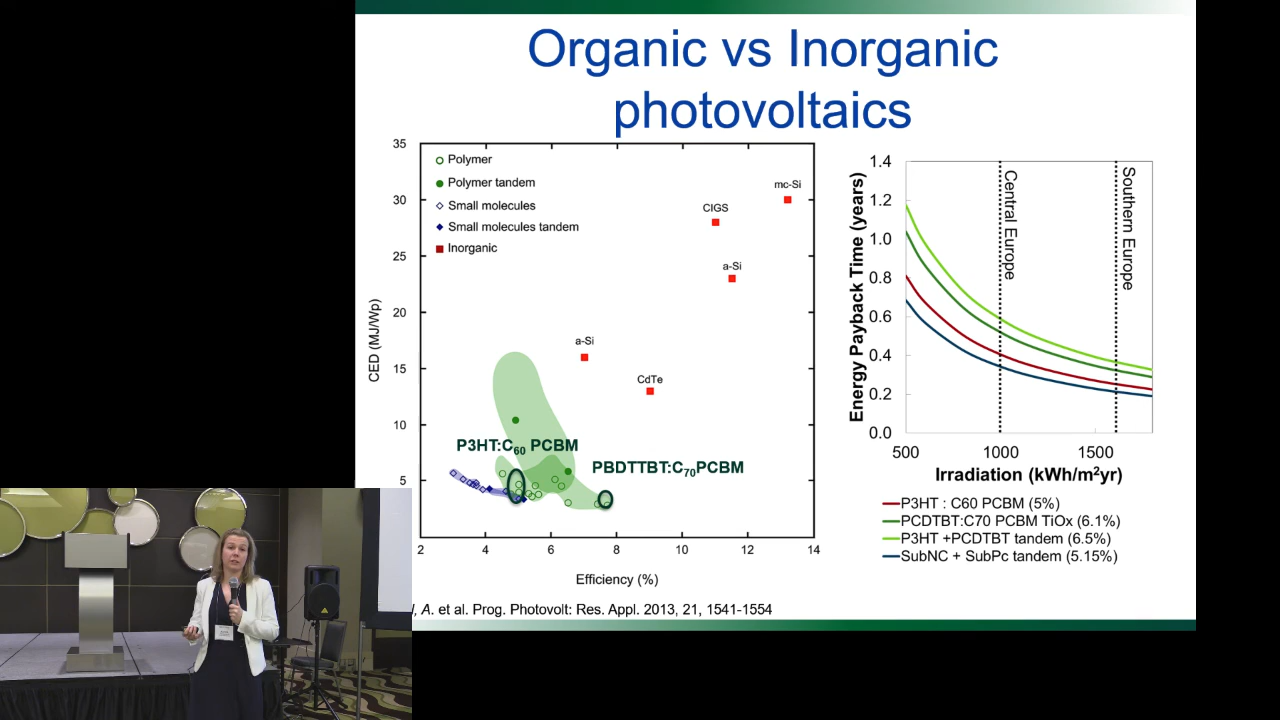 Organic vs Inorganic
photovoltaics
35
30
25
20
15
10
5
CED (MJ/Wp)
Polymer
Polymer tandem
Small molecules
Small molecules tandem
Inorganic
mc-Si
CIGS
a-Si
a-Si
CdTe
P3HT:C60 PCBM
PBDTTBT:C70PCBM
2 4 6 8 10 12 14
Efficiency (%)
1.4
1.2
1.0
0.8
0.6
0.4
0.2
0.0
Energy Payback Time (years)
Central Europe
Southern Europe
500 1000 1500
Irradiation (kWh/m2yr)
P3HT : C60 PCBM (5%)
PCDTBT:C70 PCBM TiOx (6.1%)
P3HT +PCDTBT tandem (6.5%)
SubNC + SubPc tandem (5.15%)
A. et al. Prog. Photovolt: Res. Appl. 2013, 21, 1541-1554